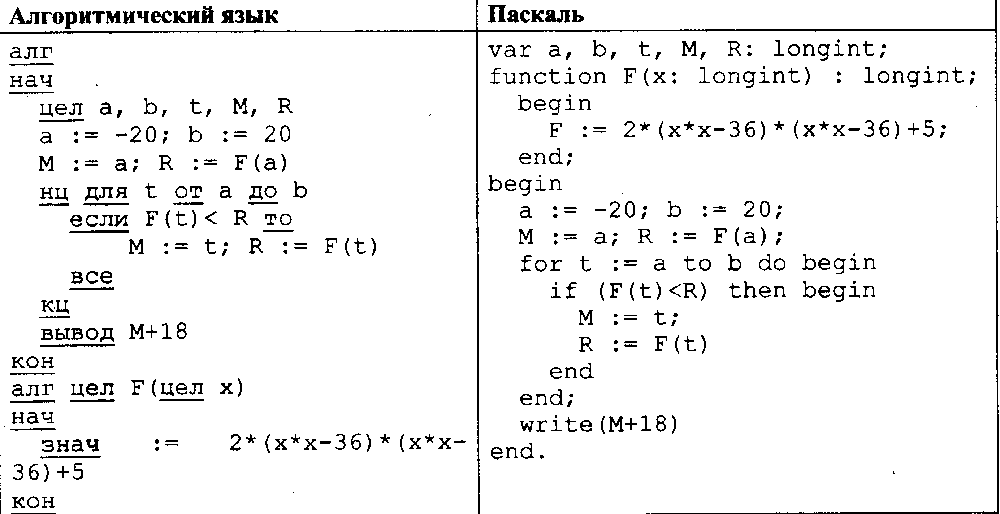 Алгоритмический язык
алг
нач
цел a, b, t, M, R
a := -20; b := 20
M := a; R := F(a)
нц для t от a до b
если F(t)< R то
M := t; R := F(t)
все
кц
вывод M+18
кон
алг цел F(цел x)
нач
знач := 2*(x*x-36)*(x*x-
36)+5
кон
Паскаль
var a, b, t, M, R: longint;
function F(x: longint) : longint;
begin
F := 2*(x*x-36)*(x*x-36)+5;
end;
begin
a := -20; b := 20;
M := a; R := F(a);
for t := a to b do begin
if (F(t)<R) then begin
M := t;
R := F(t)
end
end;
write(M+18)
end.